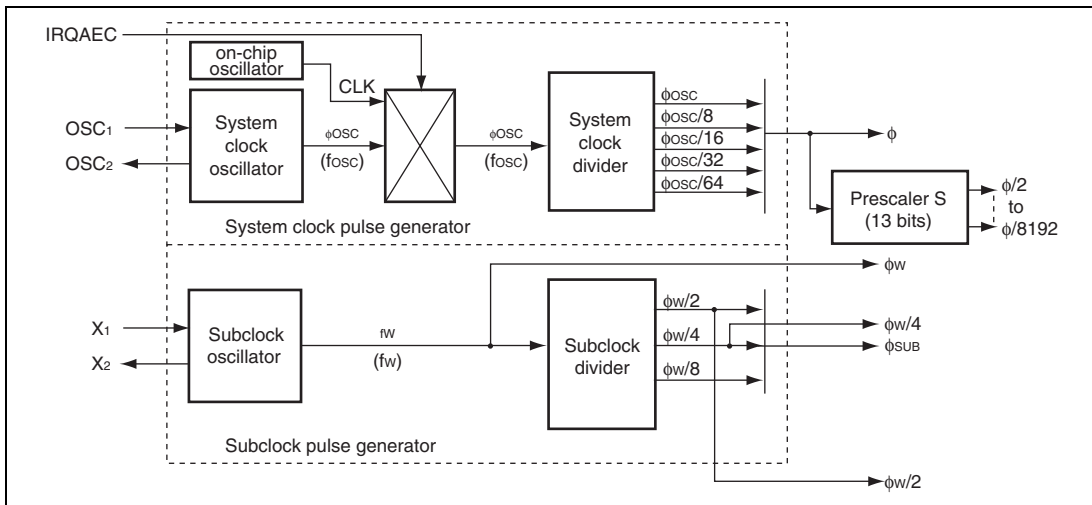 IRQAEC
on-chip
oscillator
CLK
OSC1
OSC2
System
clock
oscillator
ϕOSC
(fOSC)
ϕOSC
(fOSC)
System
clock
divider
ϕOSC
ϕOSC/8
ϕOSC/16
ϕOSC/32
ϕOSC/64
ϕ
Prescaler S
(13 bits)
ϕ/2
to
ϕ/8192
System clock pulse generator
X1
X2
Subclock
oscillator
fW
(fW)
Subclock
divider
ϕW/2
ϕW/4
ϕW/8
ϕW
ϕW/4
ϕSUB
Subclock pulse generator
ϕW/2